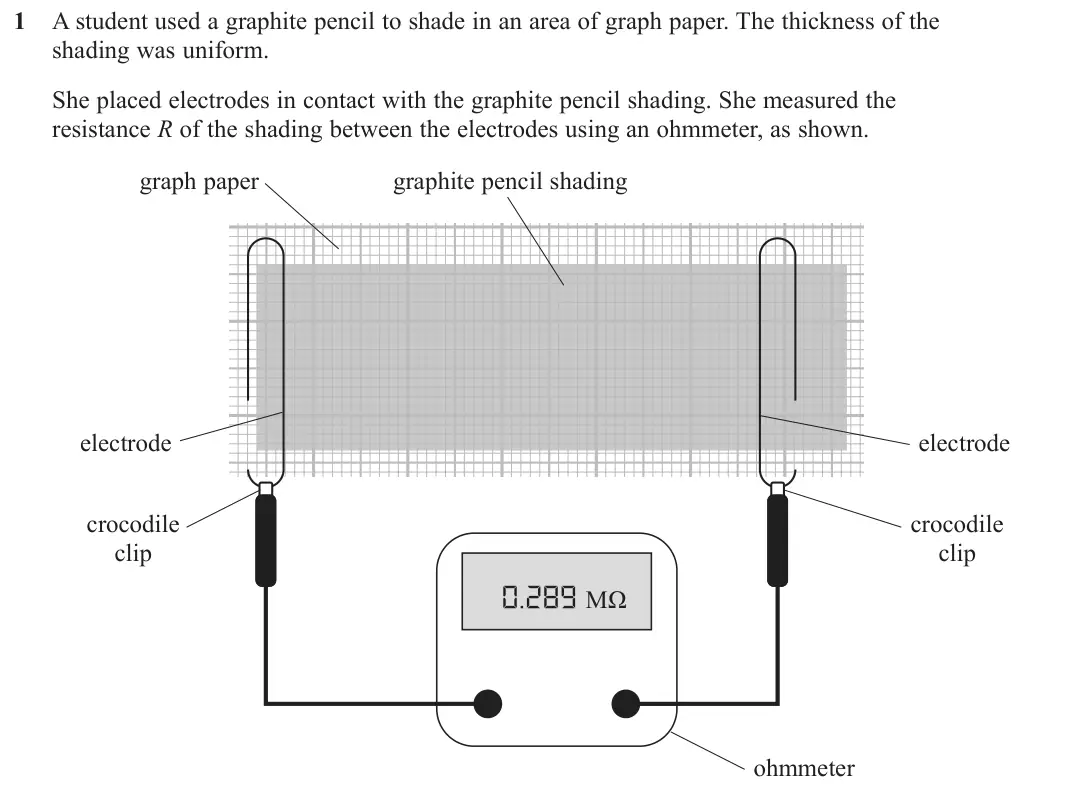 1 A student used a graphite pencil to shade in an area of graph paper. The thickness of the
shading was uniform.
She placed electrodes in contact with the graphite pencil shading. She measured the
resistance R of the shading between the electrodes using an ohmmeter, as shown.
graph paper
graphite pencil shading
electrode
electrode
crocodile
clip
crocodile
clip
0.289 MΩ
ohmmeter